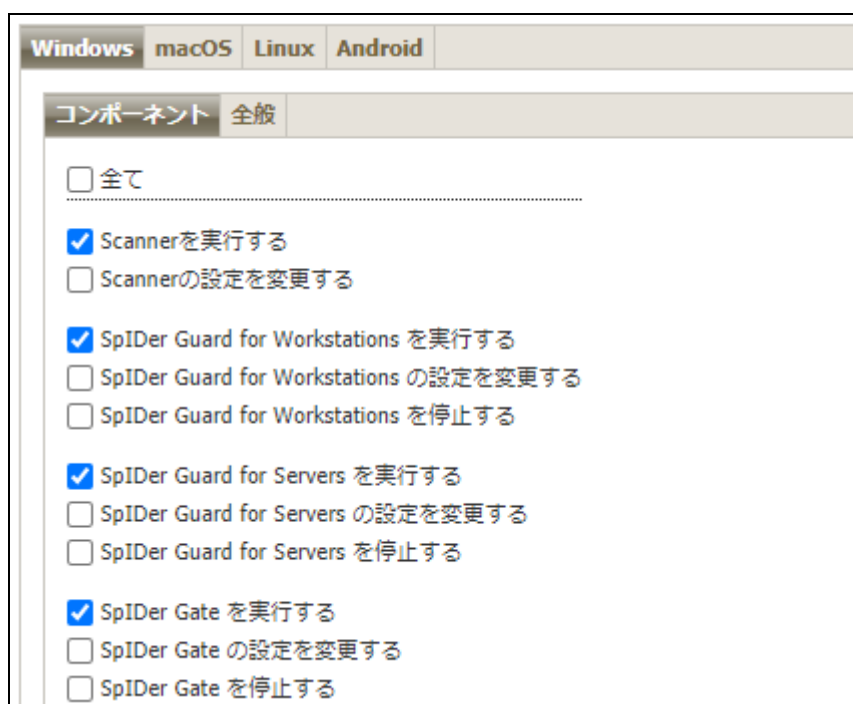 Windows macOS Linux Android
コンポーネント 全般
全て
Scannerを実行する
Scannerの設定を変更する
SpIDer Guard for Workstations を実行する
SpIDer Guard for Workstations の設定を変更する
SpIDer Guard for Workstations を停止する
SpIDer Guard for Servers を実行する
SpIDer Guard for Servers の設定を変更する
SpIDer Guard for Servers を停止する
SpIDer Gate を実行する
SpIDer Gate の設定を変更する
SpIDer Gate を停止する